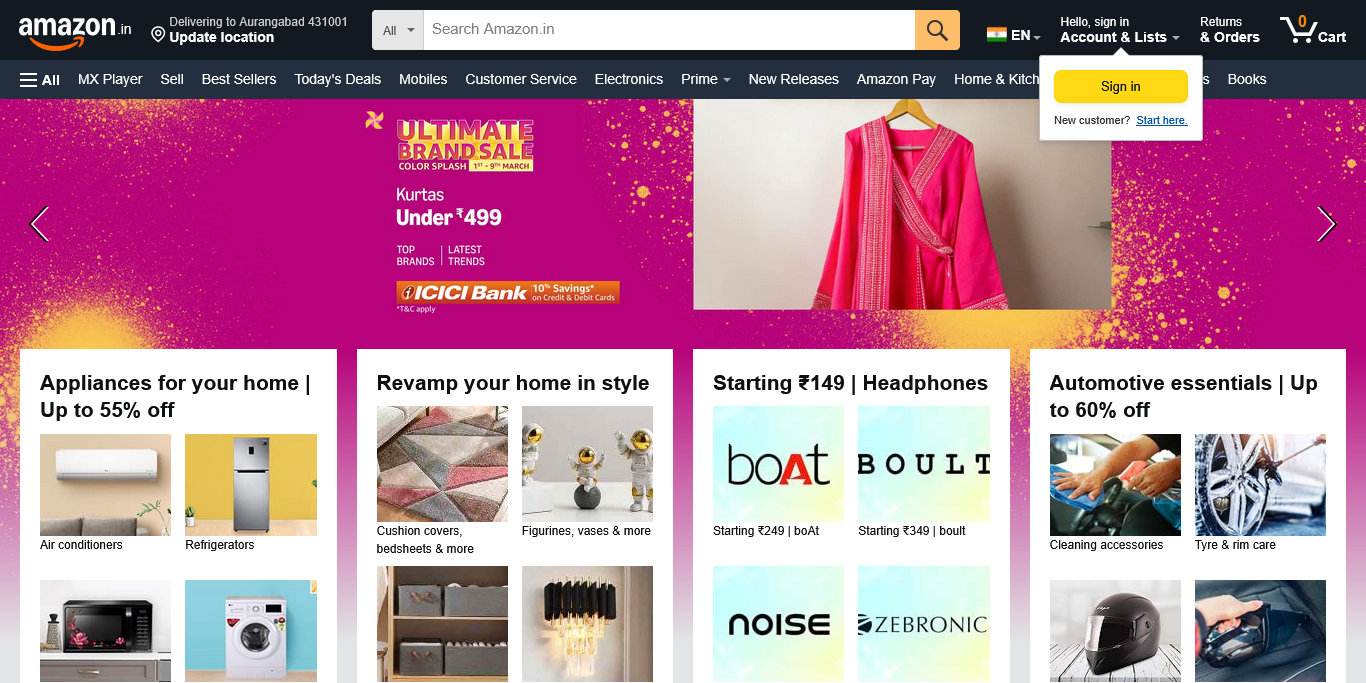 amazon.in
Delivering to Aurangabad 431001
Update location
All
Search Amazon.in
EN
Hello, sign in
Account & Lists
Returns
& Orders
0
Cart
All
MX Player
Sell
Best Sellers
Today's Deals
Mobiles
Customer Service
Electronics
Prime
New Releases
Amazon Pay
Home & Kitch
s
Books
Sign in
New customer? Start here.
ULTIMATE
BRAND SALE
COLOR SPLASH 1ST - 9TH MARCH
Kurtas
Under ₹499
TOP
BRANDS
LATEST
TRENDS
ICICI Bank
10% Savings*
on Credit & Debit Cards
*T&C apply
Appliances for your home |
Up to 55% off
Air conditioners
Refrigerators
Revamp your home in style
Cushion covers,
bedsheets & more
Figurines, vases & more
Starting ₹149 | Headphones
boAt
BOULT
Starting ₹249 | boAt
Starting ₹349 | boult
noise
ZEBRONIC
Automotive essentials | Up
to 60% off
Cleaning accessories
Tyre & rim care